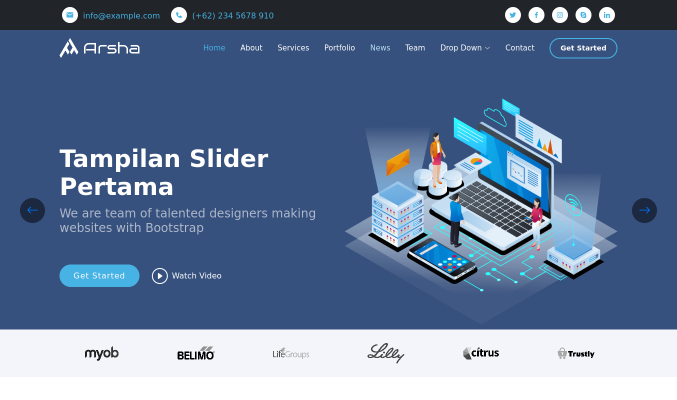 info@example.com (+62) 234 5678 910
Arsha Home About Services Portfolio News Team Drop Down Contact Get Started
Tampilan Slider
Pertama
We are team of talented designers making
websites with Bootstrap
Get Started Watch Video
myob BELIMO LifeGroups Lilly citrus Trustly